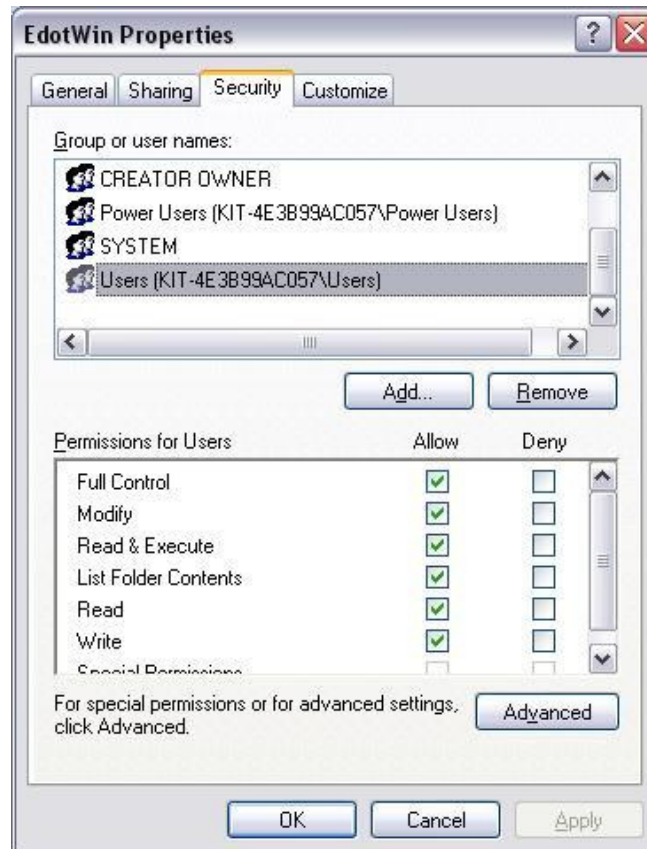 EdotWin Properties
General Sharing Security Customize
Group or user names:
CREATOR OWNER
Power Users (KIT-4E3B99AC057\Power Users)
SYSTEM
Users (KIT-4E3B99AC057\Users)
Add... Remove
Permissions for Users Allow Deny
Full Control
Modify
Read & Execute
List Folder Contents
Read
Write
Special Permissions
For special permissions or for advanced settings, Advanced
click Advanced.
OK Cancel Apply